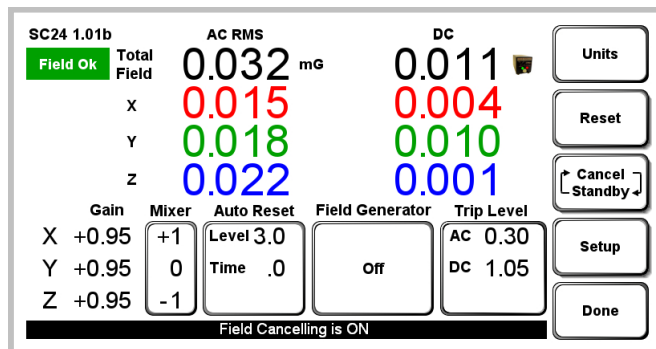 SC24 1.01b AC RMS DC Units
Field Ok Total Field 0.032 mG 0.011
X 0.015 0.004 Reset
Y 0.018 0.010
Z 0.022 0.001 Cancel Standby
Gain Mixer Auto Reset Field Generator Trip Level
X +0.95 +1 Level 3.0 AC 0.30 Setup
Y +0.95 0 Time .0 Off DC 1.05
Z +0.95 -1 Done
Field Cancelling is ON